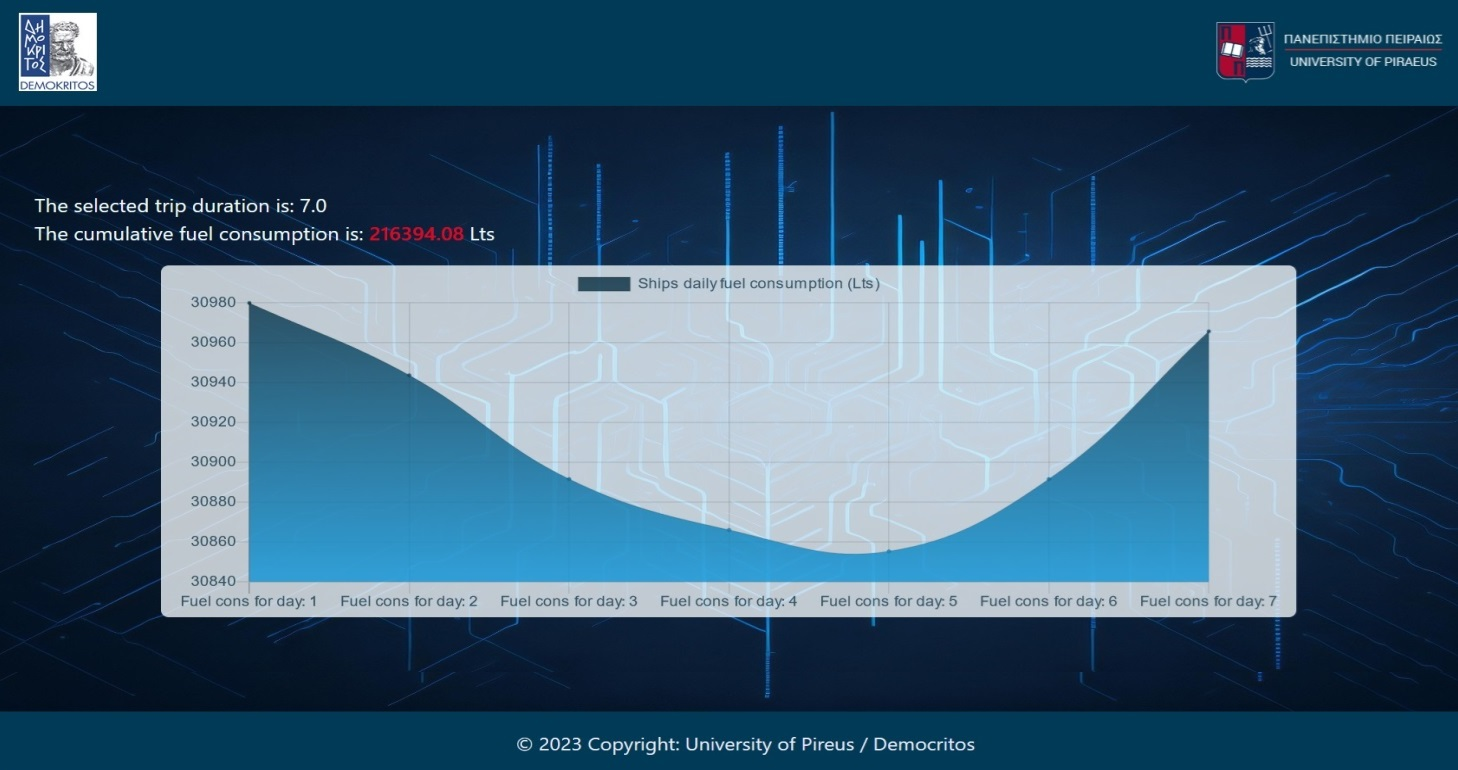 ΔΗ
ΜΟ
ΚΡΙ
ΤΟΣ
DEMOKRITOS
ΠΑΝΕΠΙΣΤΗΜΙΟ ΠΕΙΡΑΙΩΣ
UNIVERSITY OF PIRAEUS
The selected trip duration is: 7.0
The cumulative fuel consumption is: 216394.08 Lts
Ships daily fuel consumption (Lts)
30980
30960
30940
30920
30900
30880
30860
30840
Fuel cons for day: 1 Fuel cons for day: 2 Fuel cons for day: 3 Fuel cons for day: 4 Fuel cons for day: 5 Fuel cons for day: 6 Fuel cons for day: 7
© 2023 Copyright: University of Pireus / Democritos